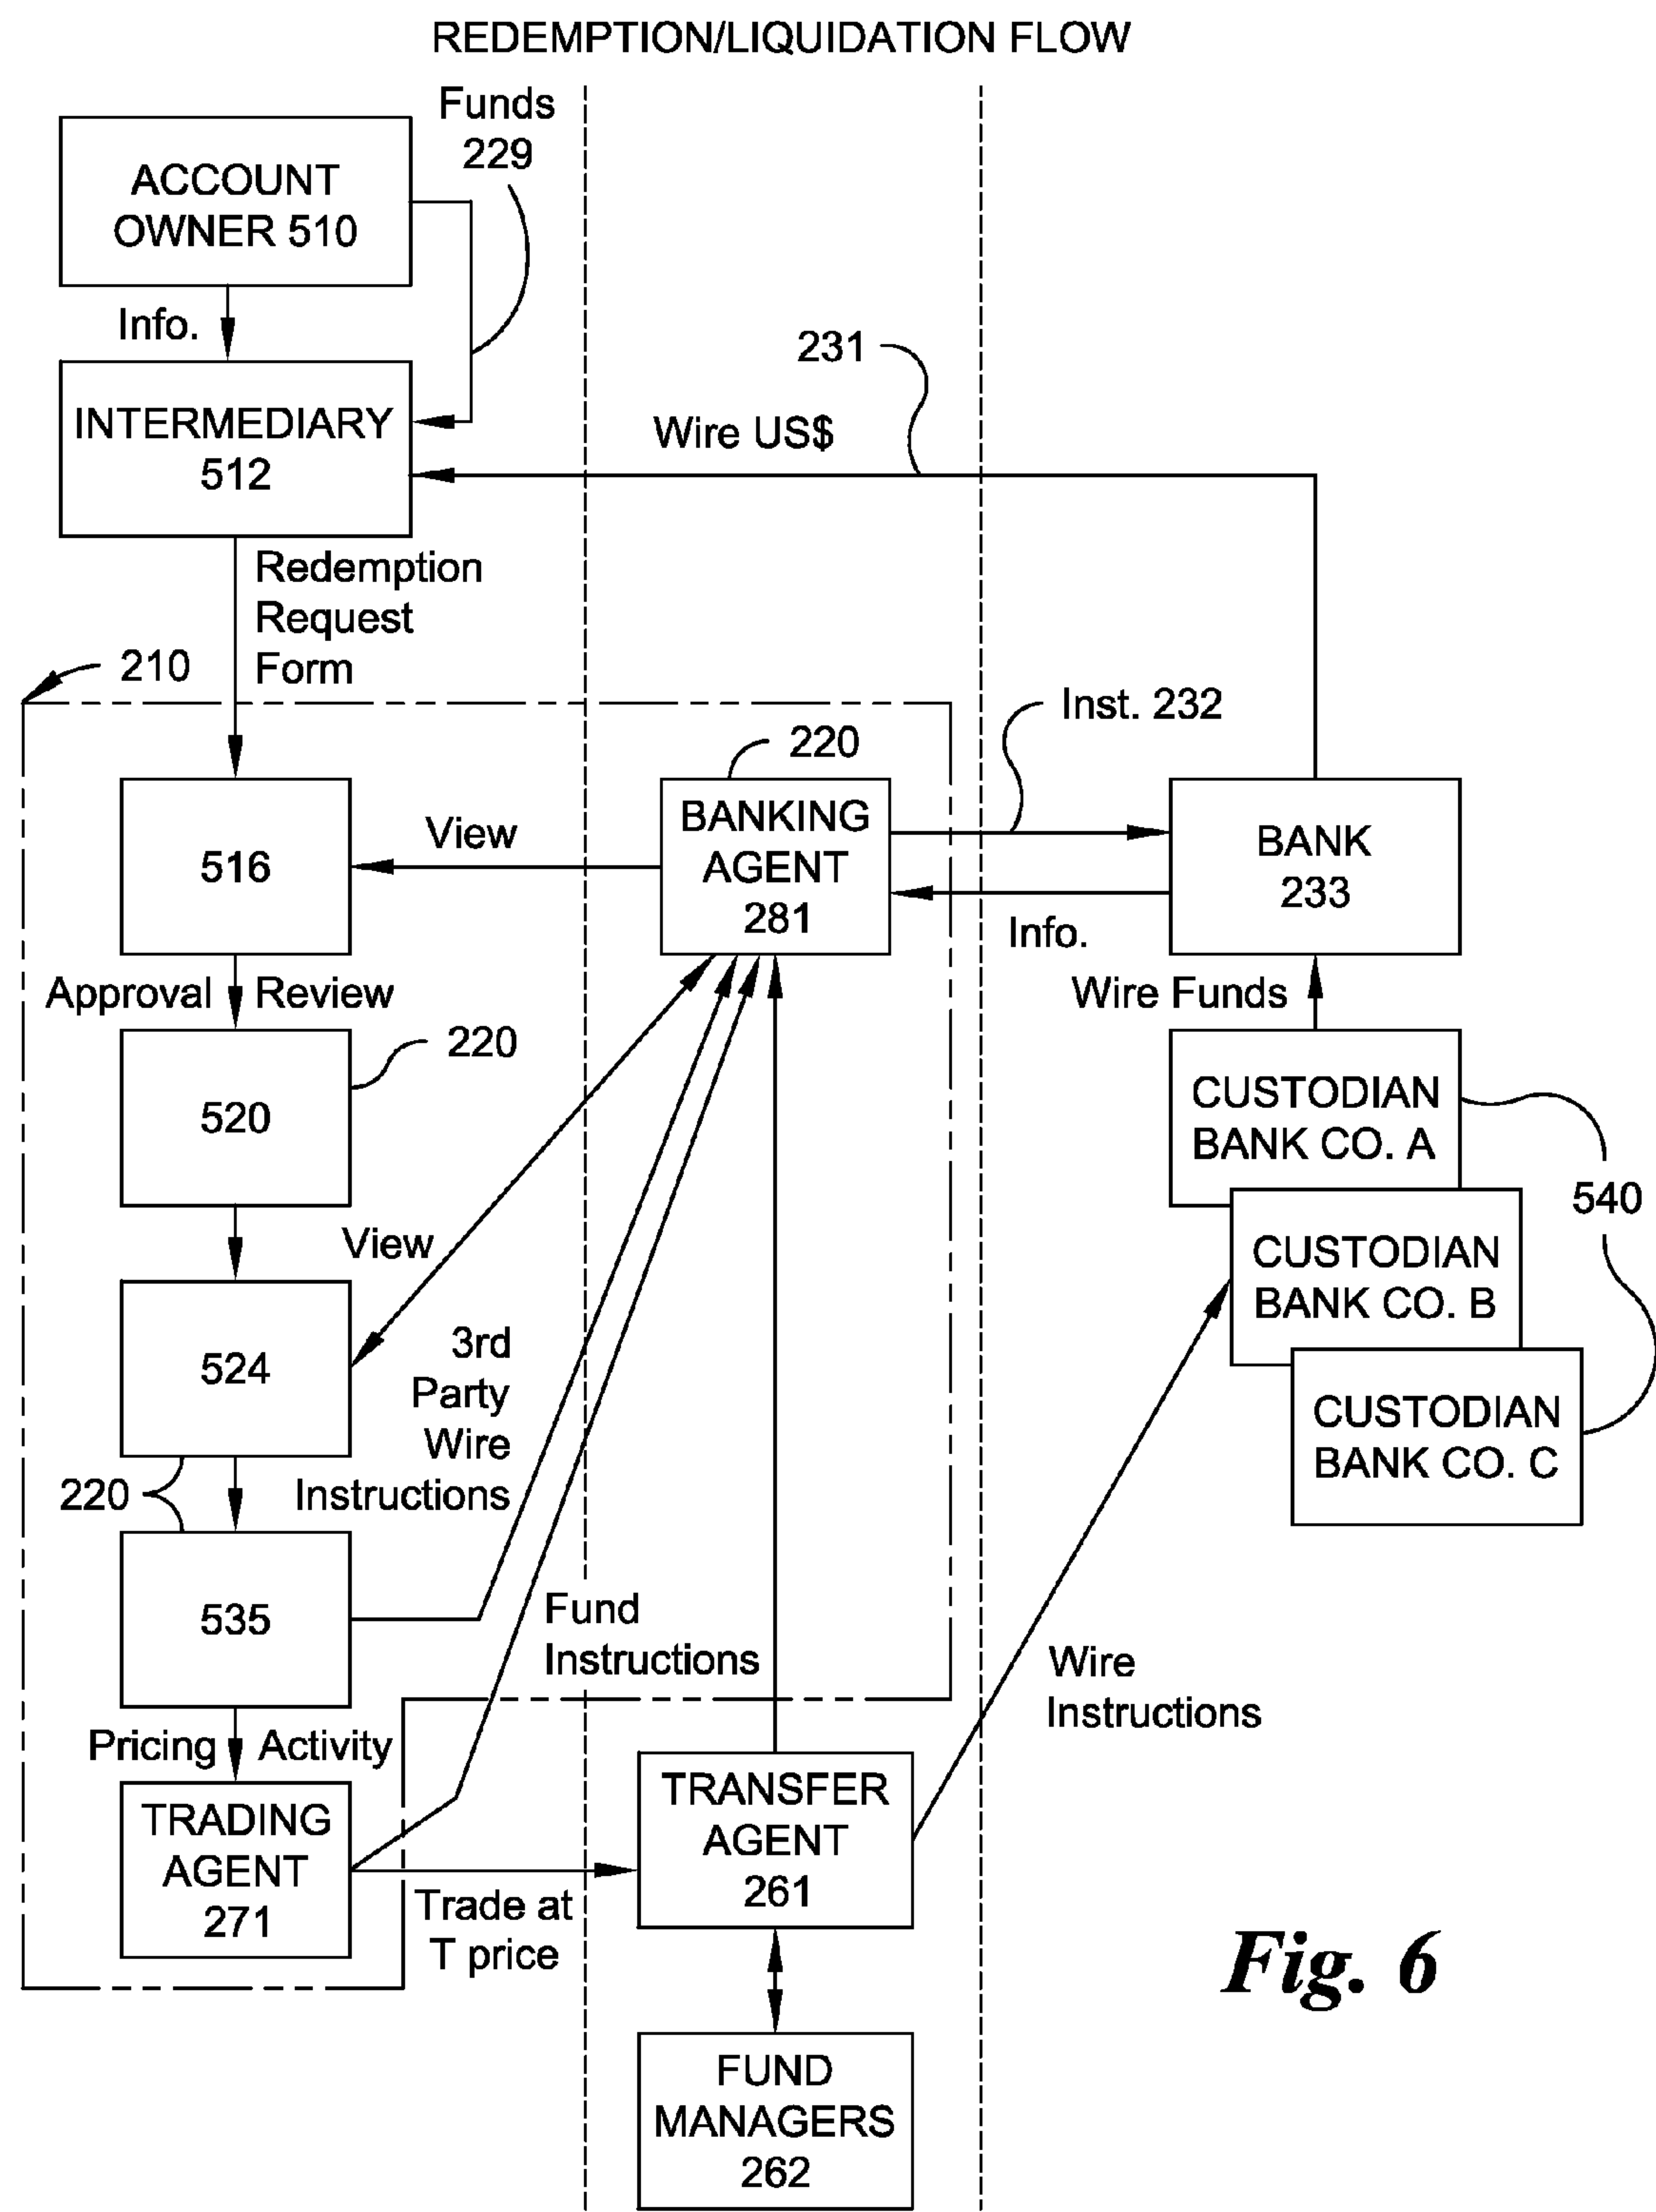 REDEMPTION/LIQUIDATION FLOW
Funds
229
ACCOUNT
OWNER 510
Info.
INTERMEDIARY
512
231
Wire US$
Redemption
Request
Form
210
Inst. 232
220
516
View
BANKING
AGENT
281
BANK
233
Info.
Approval
Review
Wire Funds
520
220
CUSTODIAN
BANK CO. A
540
CUSTODIAN
BANK CO. B
CUSTODIAN
BANK CO. C
View
524
3rd
Party
Wire
Instructions
220
535
Fund
Instructions
Wire
Instructions
Pricing
Activity
TRADING
AGENT
271
Trade at
T price
TRANSFER
AGENT
261
Fig. 6
FUND
MANAGERS
262